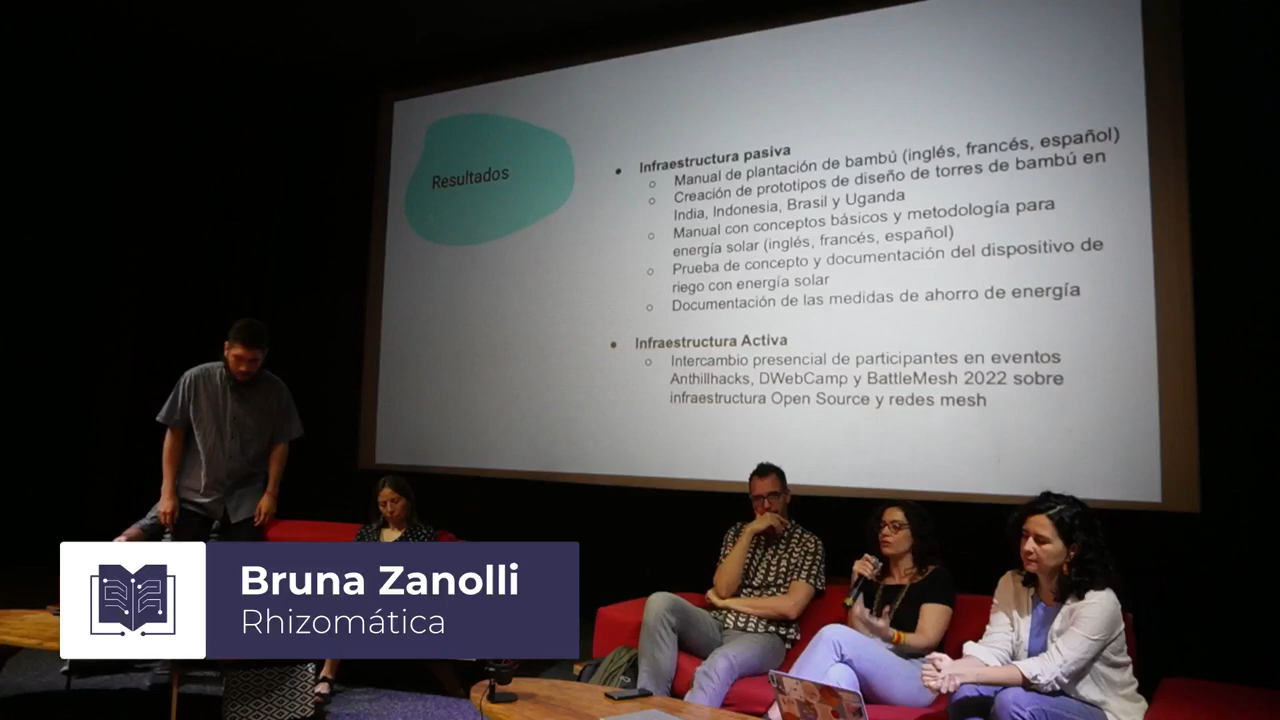 Resultados
Infraestructura pasiva
Manual de plantación de bambú (inglés, francés, español)
Creación de prototipos de diseño de torres de bambú en
India, Indonesia, Brasil y Uganda
Manual con conceptos básicos y metodología para
energía solar (inglés, francés, español)
Prueba de concepto y documentación del dispositivo de
riego con energía solar
Documentación de las medidas de ahorro de energía
Infraestructura Activa
Intercambio presencial de participantes en eventos
Anthillhacks, DWebCamp y BattleMesh 2022 sobre
infraestructura Open Source y redes mesh
Bruna Zanolli
Rhizomática